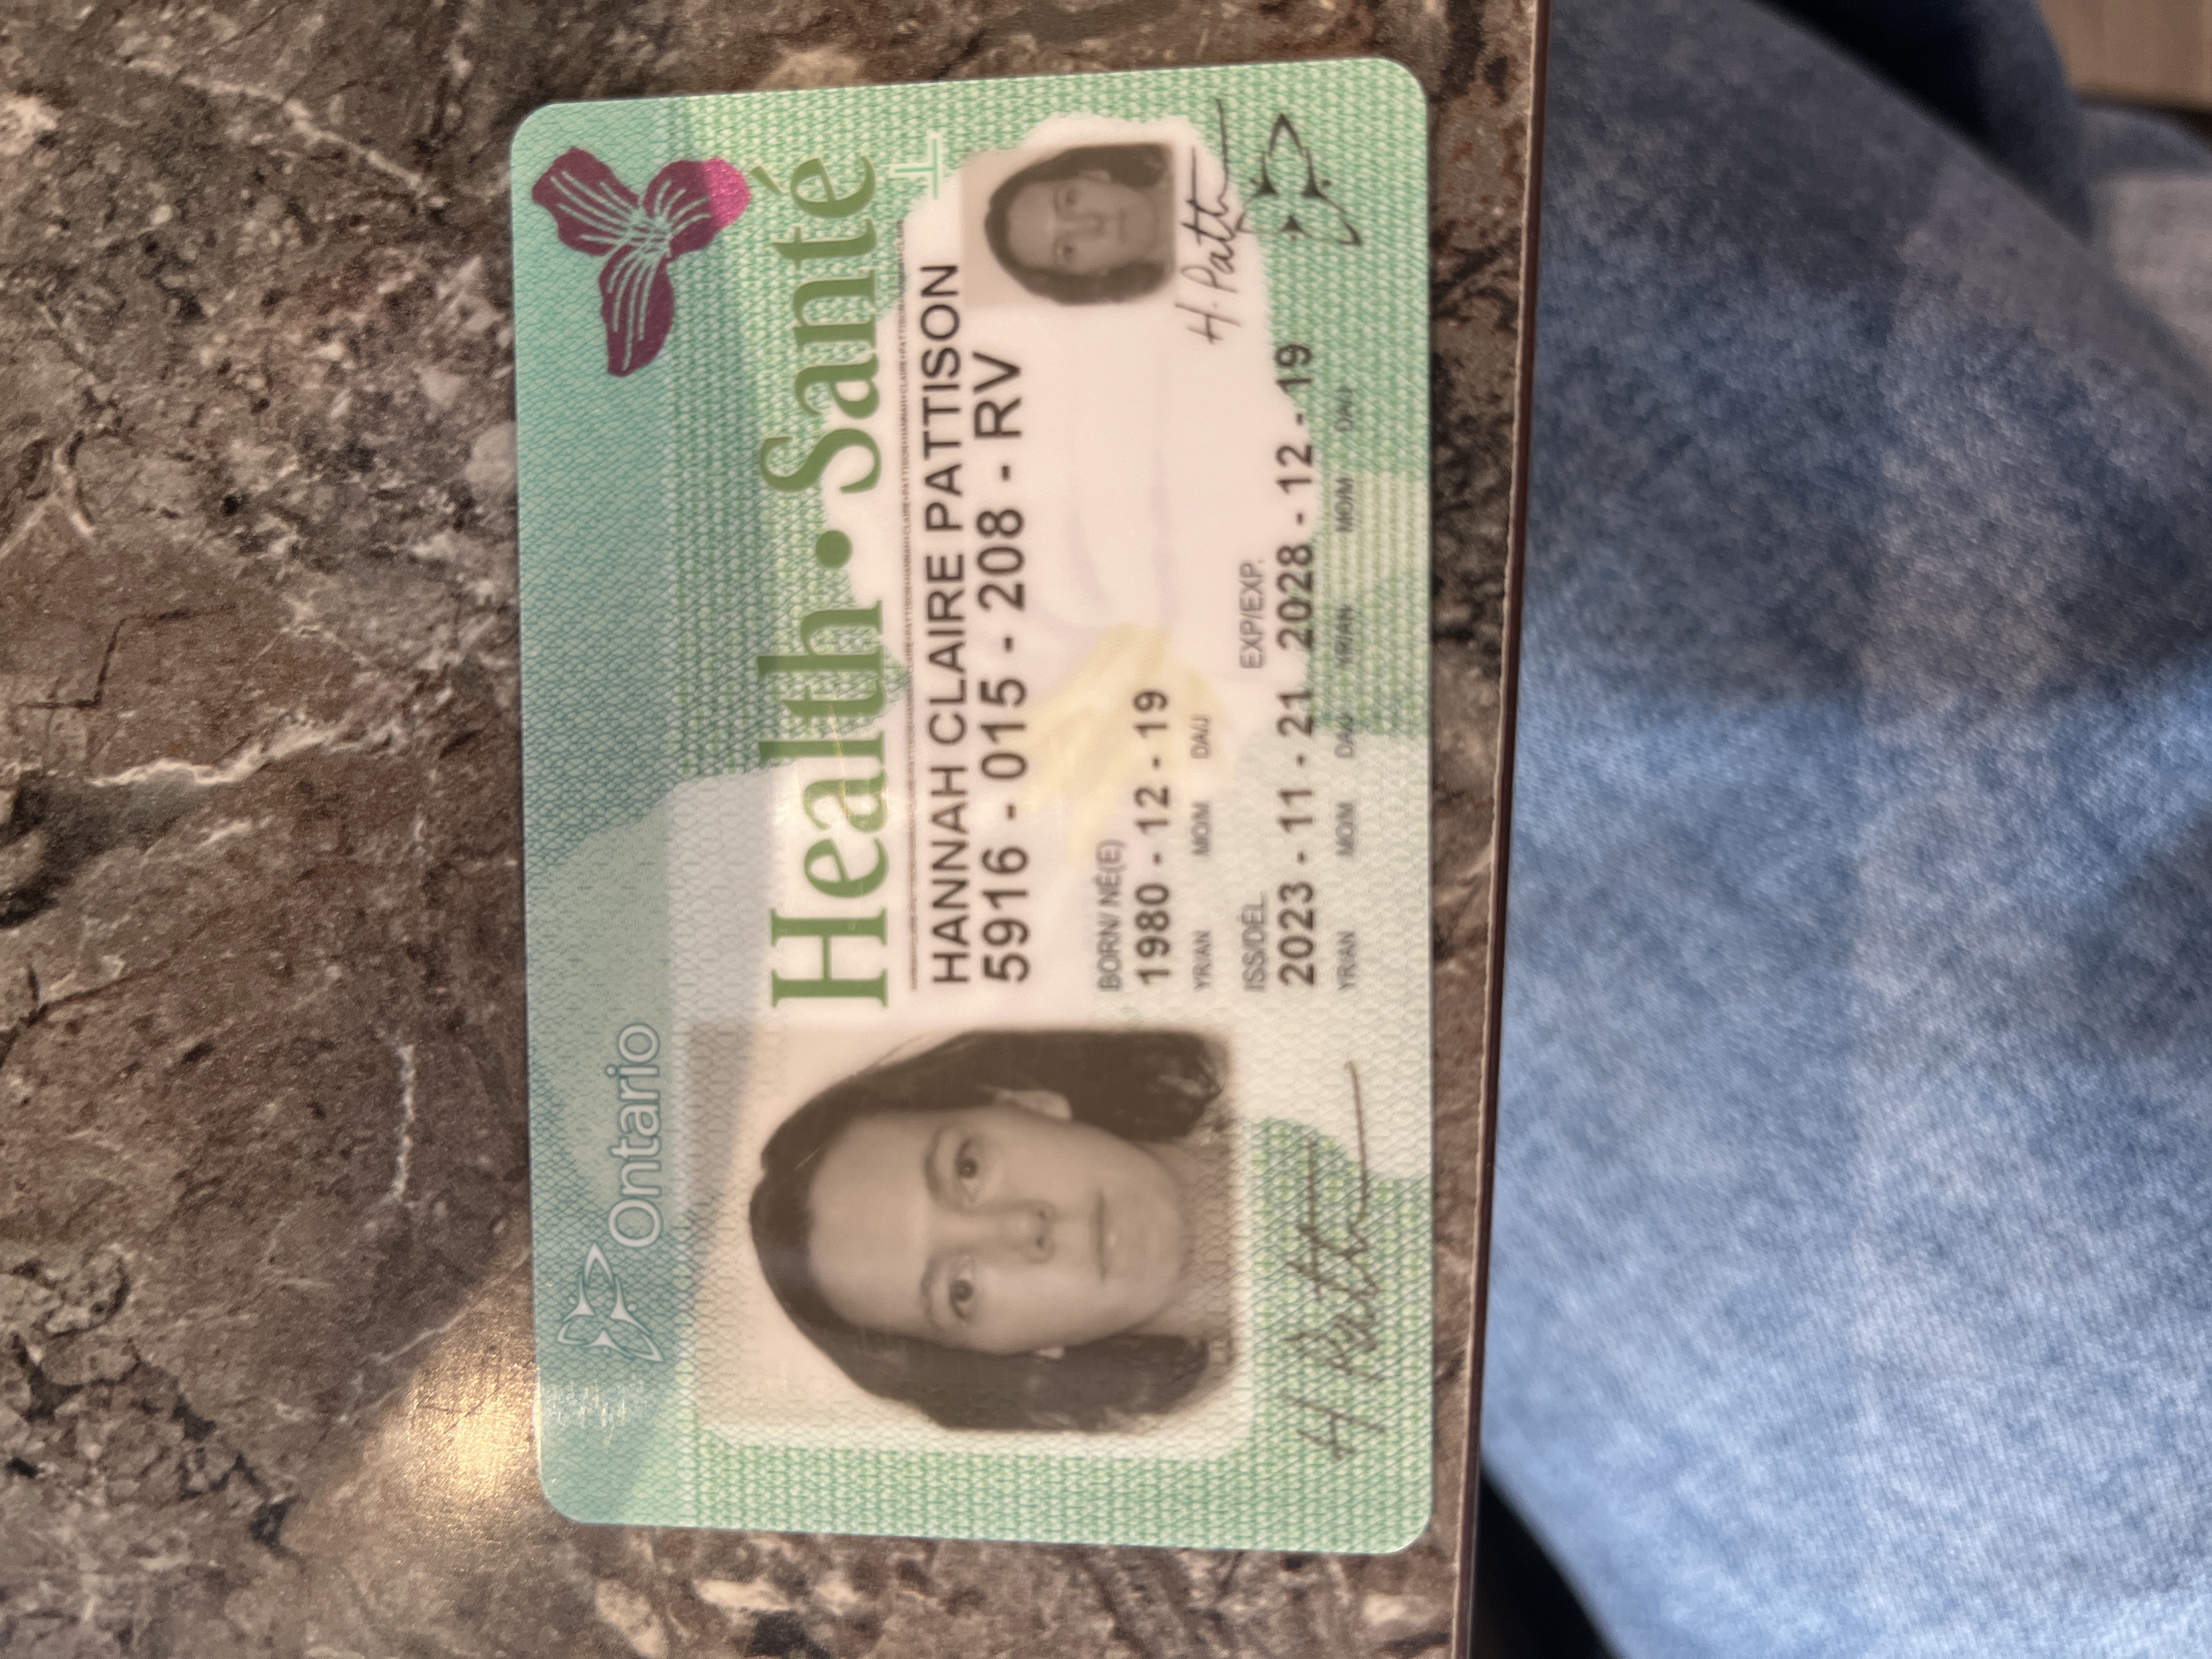 Ontario
Health • Santé
HANNAH CLAIRE PATTISON
5916 - 015 - 208 - RV
BORN/ NÉ(E)
1980 - 12 - 19
YR/AN MO/M DA/J
H. Patt
ISS/DÉL. EXP/EXP.
2023 - 11 - 21 2028 - 12 - 19
YR/AN MO/M DA/J YR/AN MO/M DA/J
H Patt